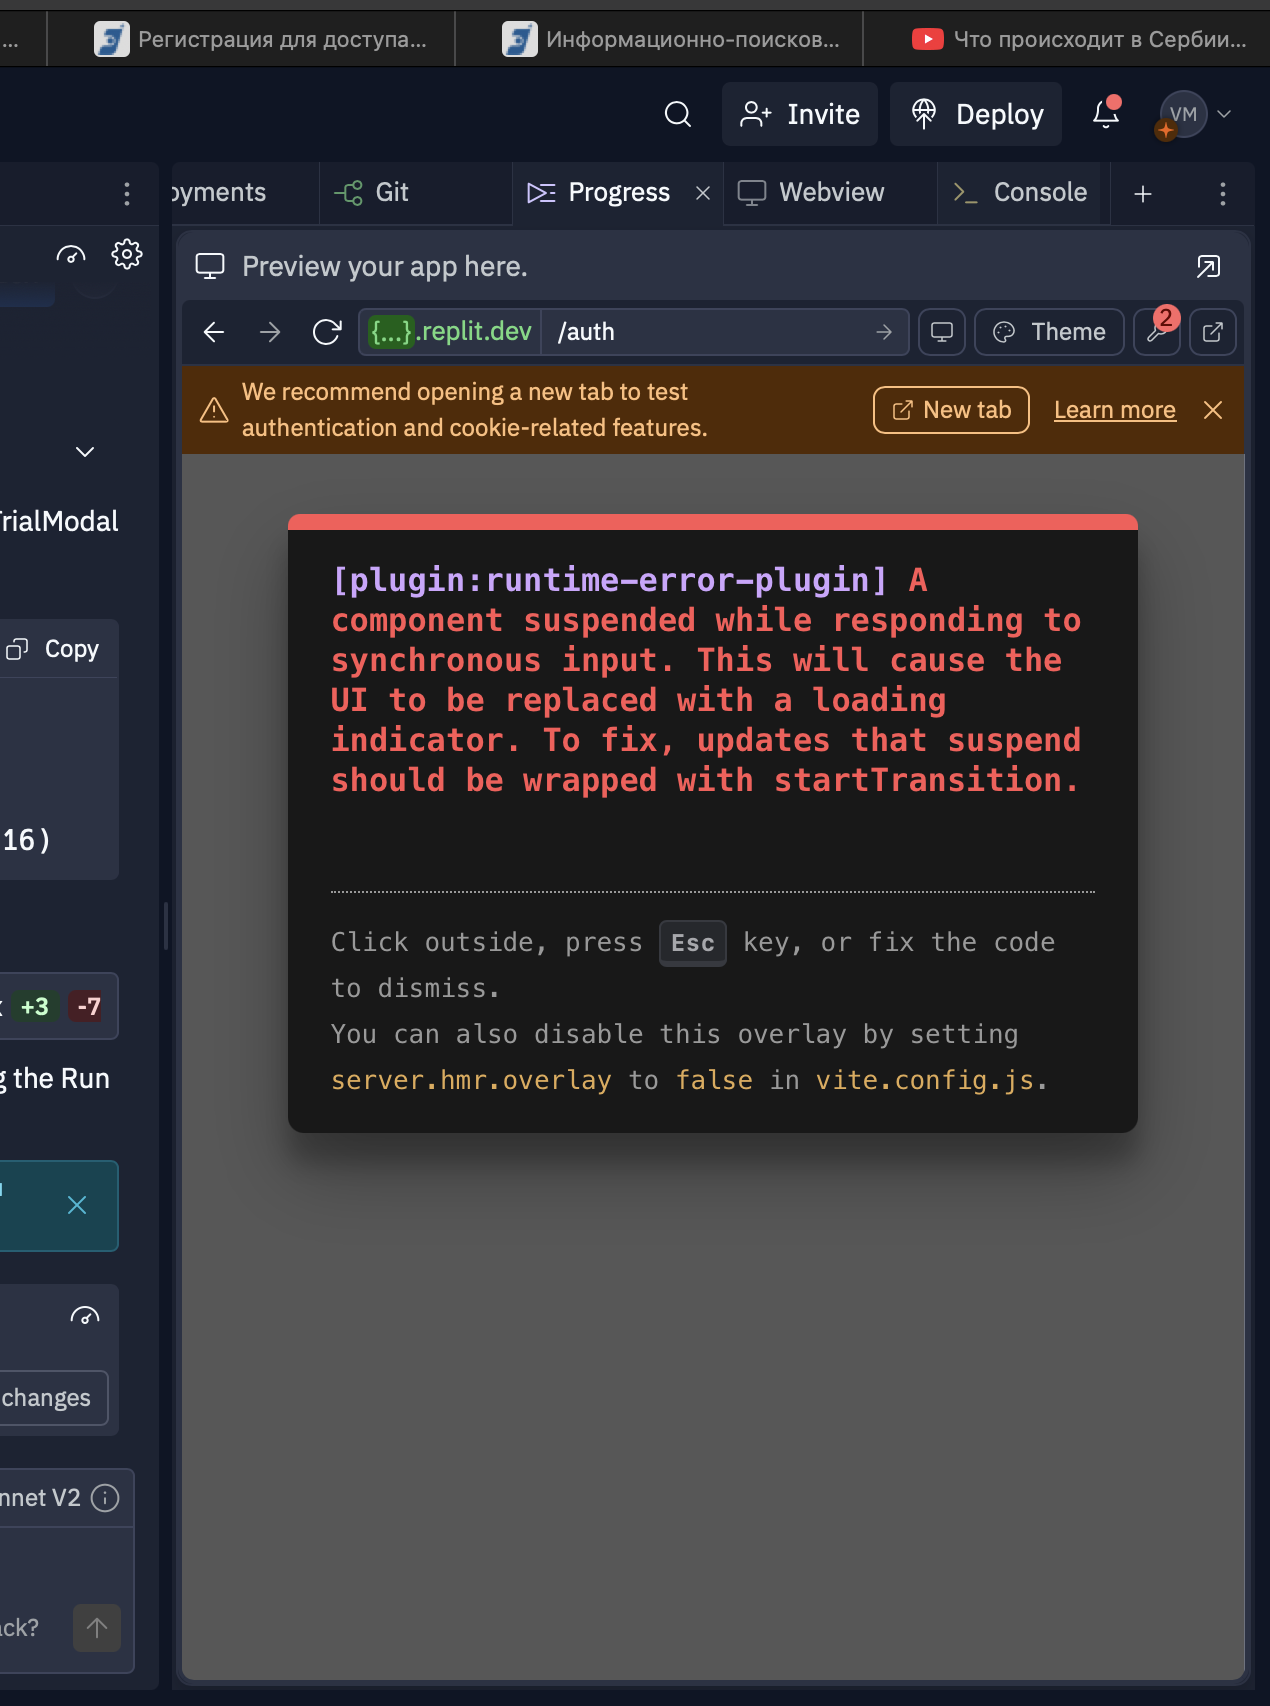 ...
Регистрация для доступа...
Информационно-поисков...
Что происходит в Сербии...
Invite
Deploy
VM
oyments
Git
Progress
Webview
Console
Preview your app here.
{...}.replit.dev
/auth
Theme
2
We recommend opening a new tab to test
authentication and cookie-related features.
New tab
Learn more
TrialModal
Copy
16)
+3 -7
g the Run
changes
nnet V2
ack?
[plugin:runtime-error-plugin] A
component suspended while responding to
synchronous input. This will cause the
UI to be replaced with a loading
indicator. To fix, updates that suspend
should be wrapped with startTransition.
Click outside, press Esc key, or fix the code
to dismiss.
You can also disable this overlay by setting
server.hmr.overlay to false in vite.config.js.